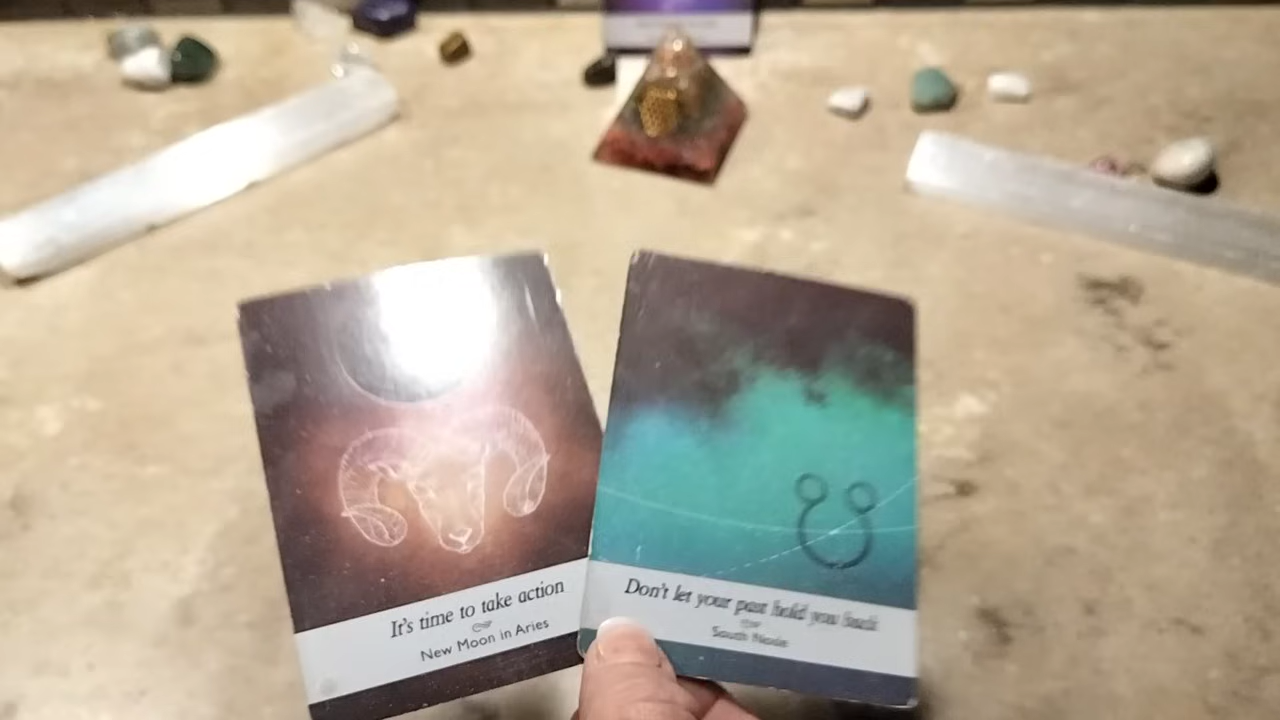 It's time to take action
New Moon in Aries
Don't let your past hold you back
South Node